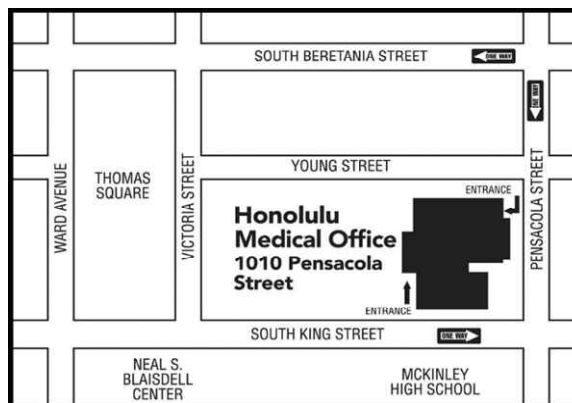 SOUTH BERETANIA STREET
ONE WAY
ONE WAY
WARD AVENUE
THOMAS
SQUARE
VICTORIA STREET
YOUNG STREET
PENSACOLA STREET
ENTRANCE
Honolulu
Medical Office
1010 Pensacola
Street
ENTRANCE
SOUTH KING STREET
ONE WAY
NEAL S.
BLAISDELL
CENTER
MCKINLEY
HIGH SCHOOL